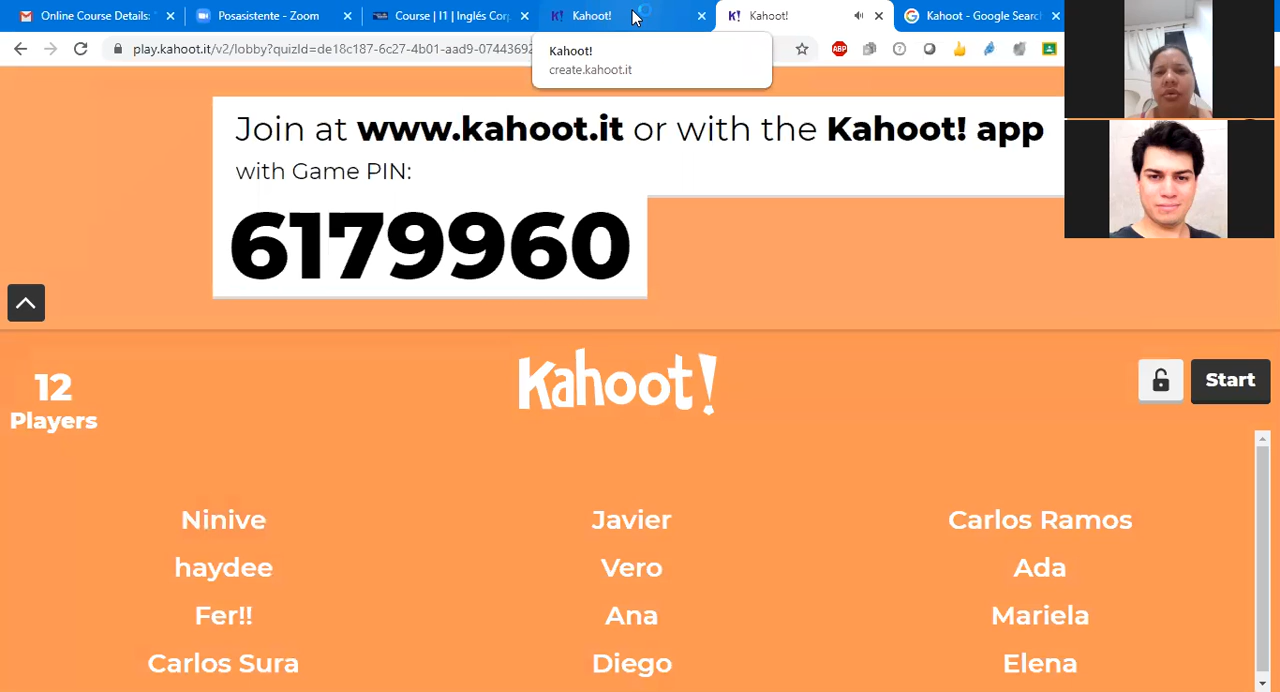 Online Course Details: "
Posasistente - Zoom
Course | I1 | Inglés Corp
Kahoot!
Kahoot!
Kahoot - Google Search
play.kahoot.it/v2/lobby?quizId=de18c187-6c27-4b01-aad9-07443692
ABP
Kahoot!
create.kahoot.it
Join at www.kahoot.it or with the Kahoot! app
with Game PIN:
6179960
12
Players
Kahoot!
Start
Ninive Javier Carlos Ramos
haydee Vero Ada
Fer!! Ana Mariela
Carlos Sura Diego Elena